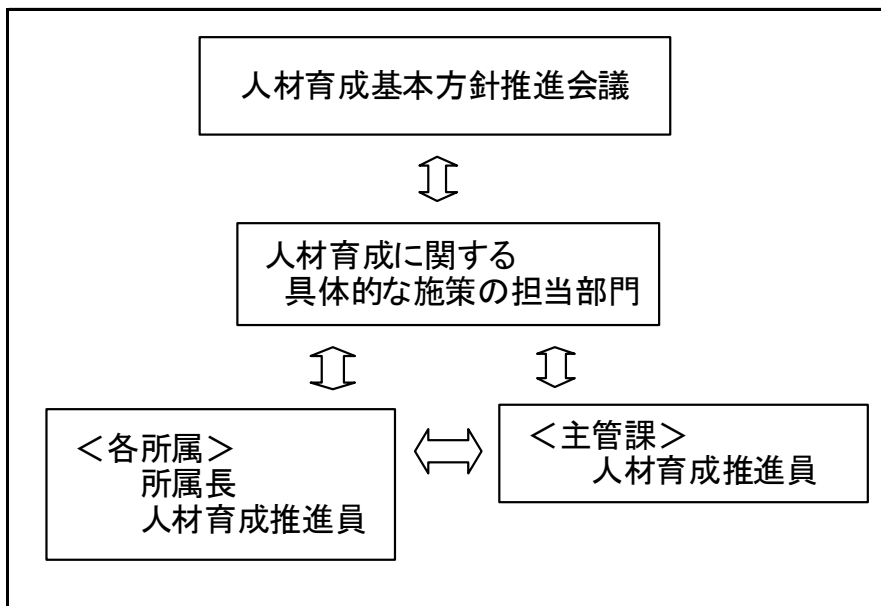 人材育成基本方針推進会議
人材育成に関する
具体的な施策の担当部門
＜各所属＞
所属長
人材育成推進員
＜主管課＞
人材育成推進員